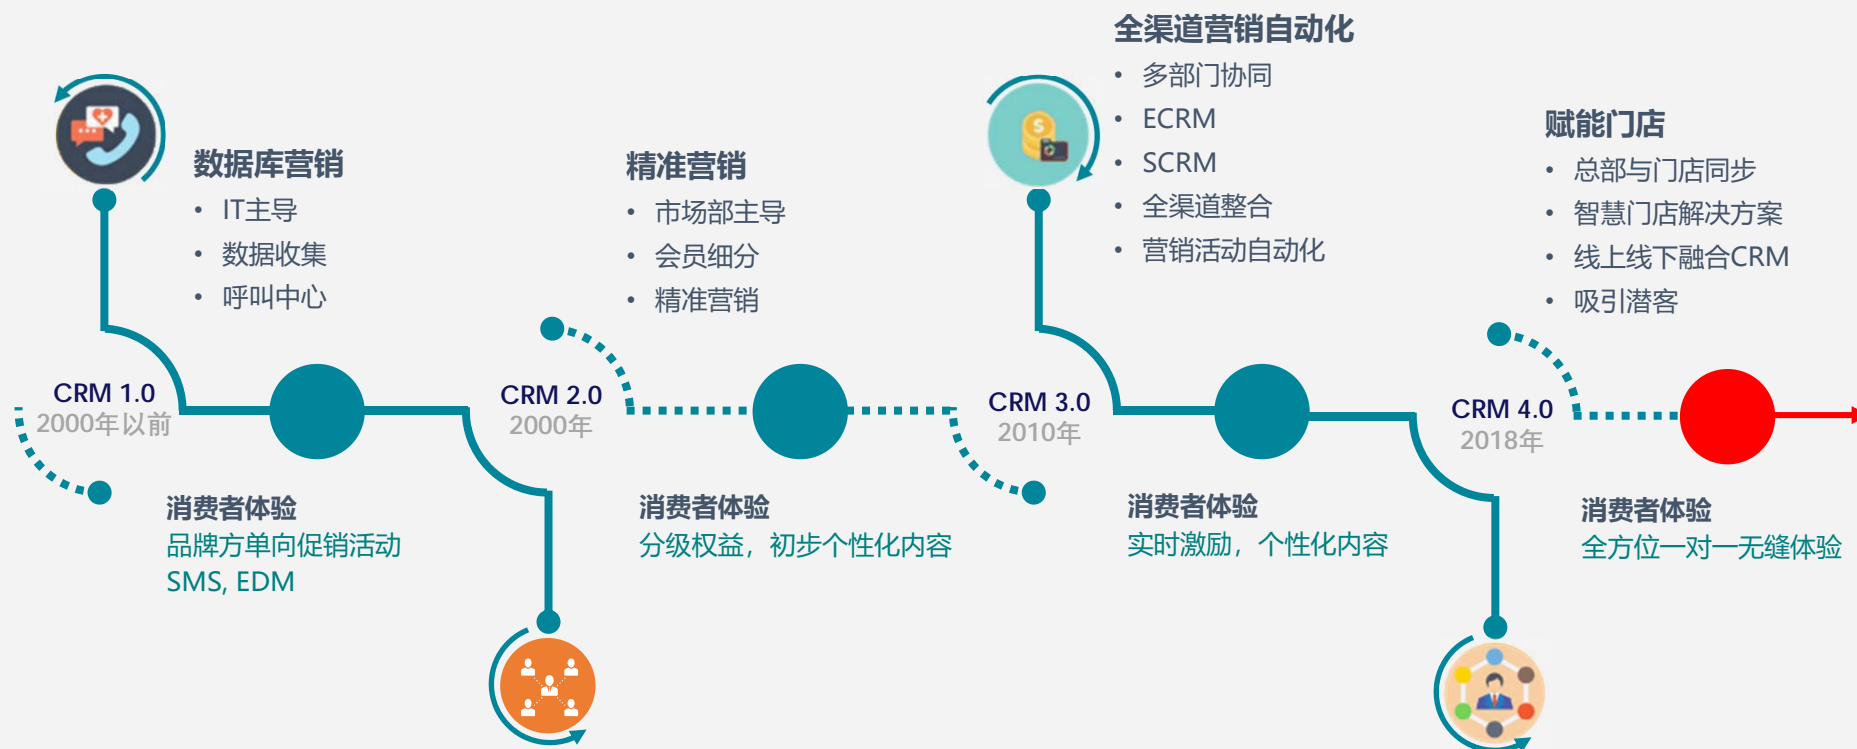 数据库营销
• IT主导
• 数据收集
• 呼叫中心
CRM 1.0
2000年以前
消费者体验
品牌方单向促销活动
SMS, EDM
精准营销
• 市场部主导
• 会员细分
• 精准营销
CRM 2.0
2000年
消费者体验
分级权益，初步个性化内容
全渠道营销自动化
• 多部门协同
• ECRM
• SCRM
• 全渠道整合
• 营销活动自动化
CRM 3.0
2010年
消费者体验
实时激励，个性化内容
赋能门店
• 总部与门店同步
• 智慧门店解决方案
• 线上线下融合CRM
• 吸引潜客
CRM 4.0
2018年
消费者体验
全方位一对一无缝体验